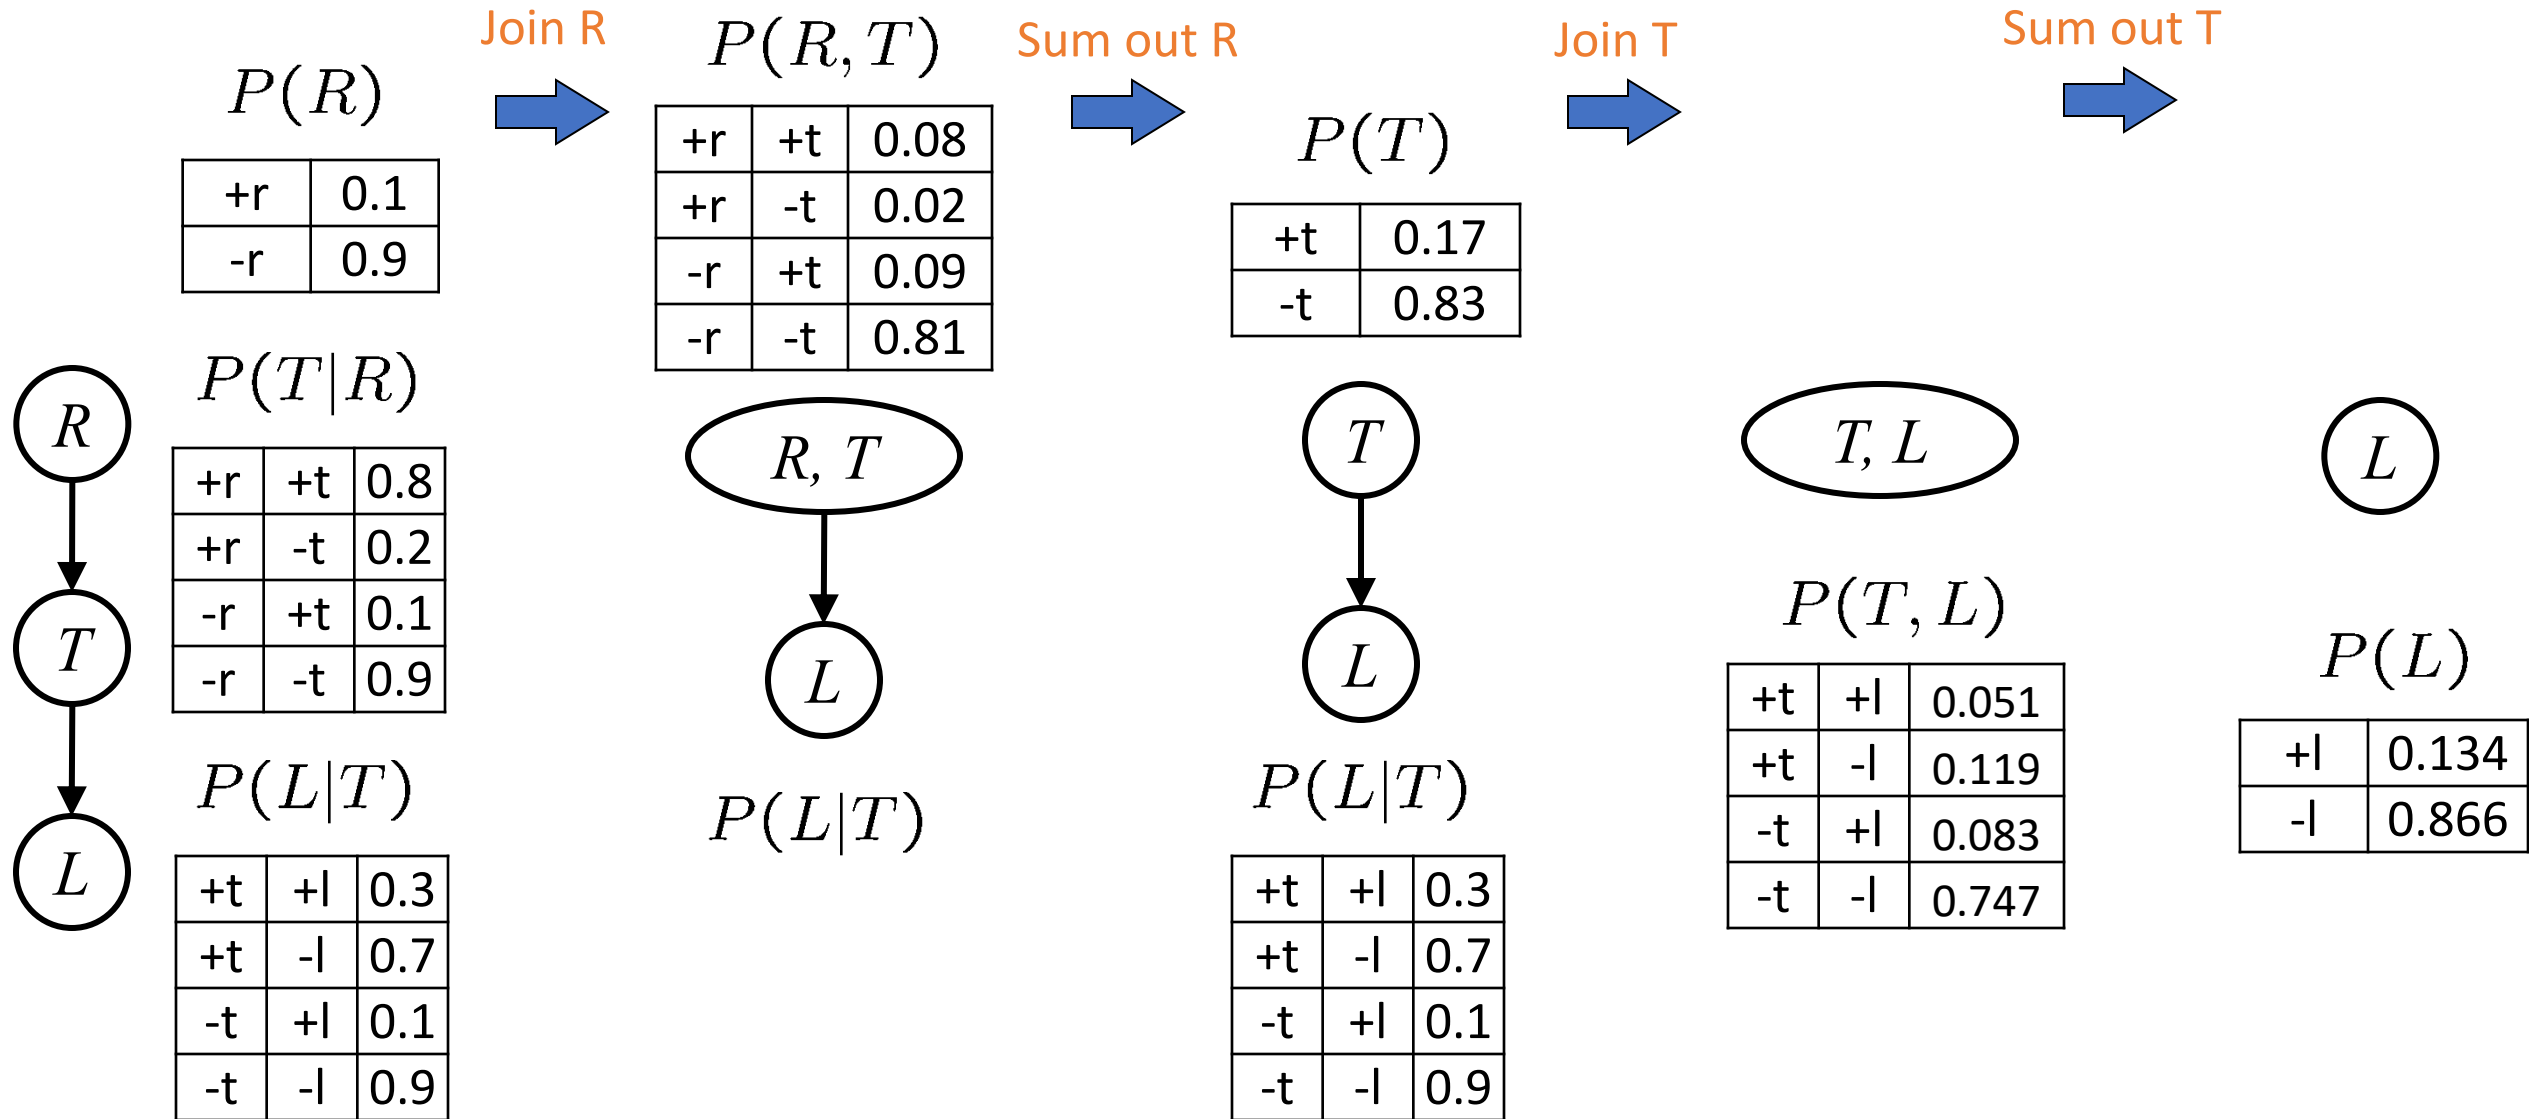 Join R
Sum out R
Join T
Sum out T
P(R)
+r 0.1
-r 0.9
P(T|R)
+r +t 0.8
+r -t 0.2
-r +t 0.1
-r -t 0.9
P(L|T)
+t +l 0.3
+t -l 0.7
-t +l 0.1
-t -l 0.9
R
T
L
P(R, T)
+r +t 0.08
+r -t 0.02
-r +t 0.09
-r -t 0.81
R, T
L
P(L|T)
P(T)
+t 0.17
-t 0.83
T
L
P(L|T)
+t +l 0.3
+t -l 0.7
-t +l 0.1
-t -l 0.9
T, L
P(T, L)
+t +l 0.051
+t -l 0.119
-t +l 0.083
-t -l 0.747
L
P(L)
+l 0.134
-l 0.866